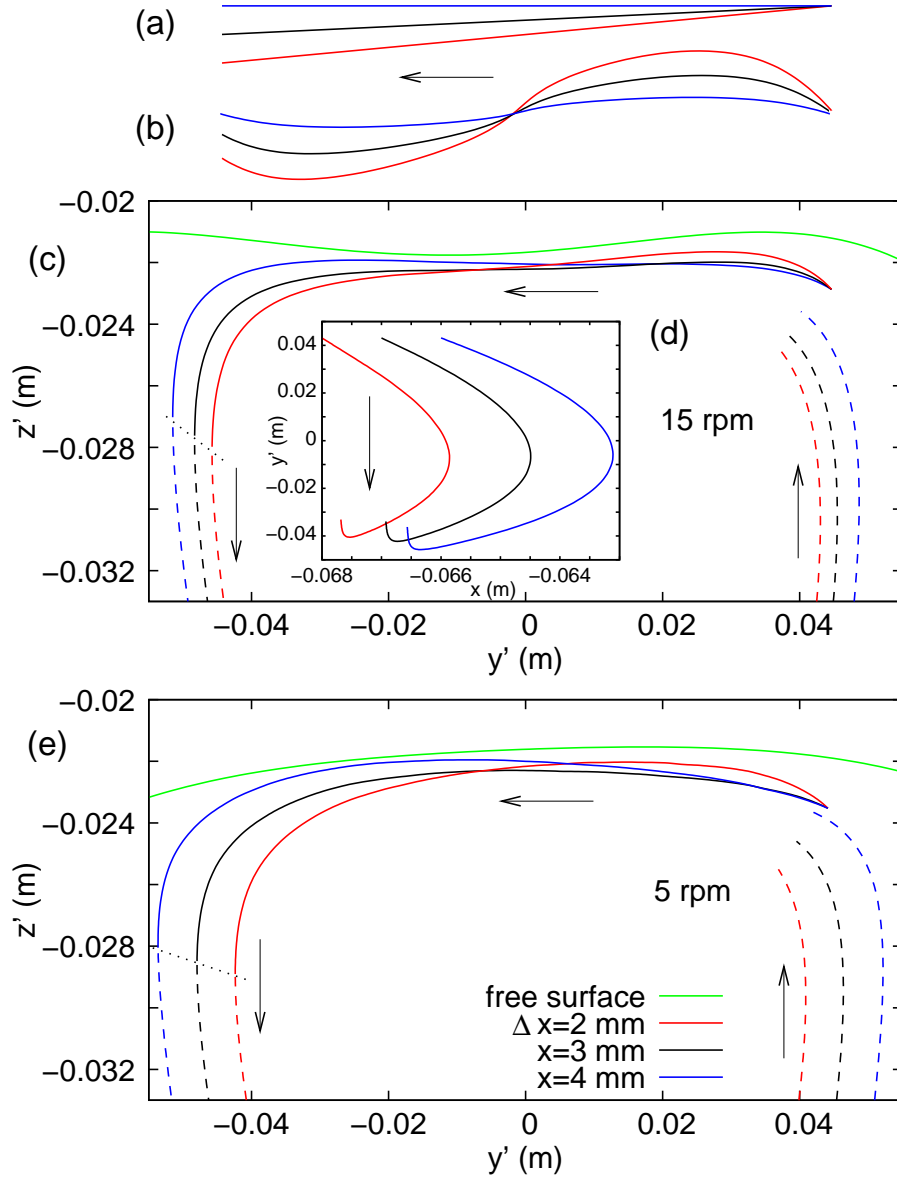 (a)
(b)
−0.02
(c)
−0.024
−0.028
−0.032
z' (m)
−0.04
−0.02
0
0.02
0.04
y' (m)
(d)
15 rpm
0.04
0.02
0
−0.02
−0.04
y' (m)
−0.068
−0.066
−0.064
x (m)
−0.02
(e)
−0.024
−0.028
−0.032
z' (m)
5 rpm
free surface
Δ x=2 mm
x=3 mm
x=4 mm
−0.04
−0.02
0
0.02
0.04
y' (m)